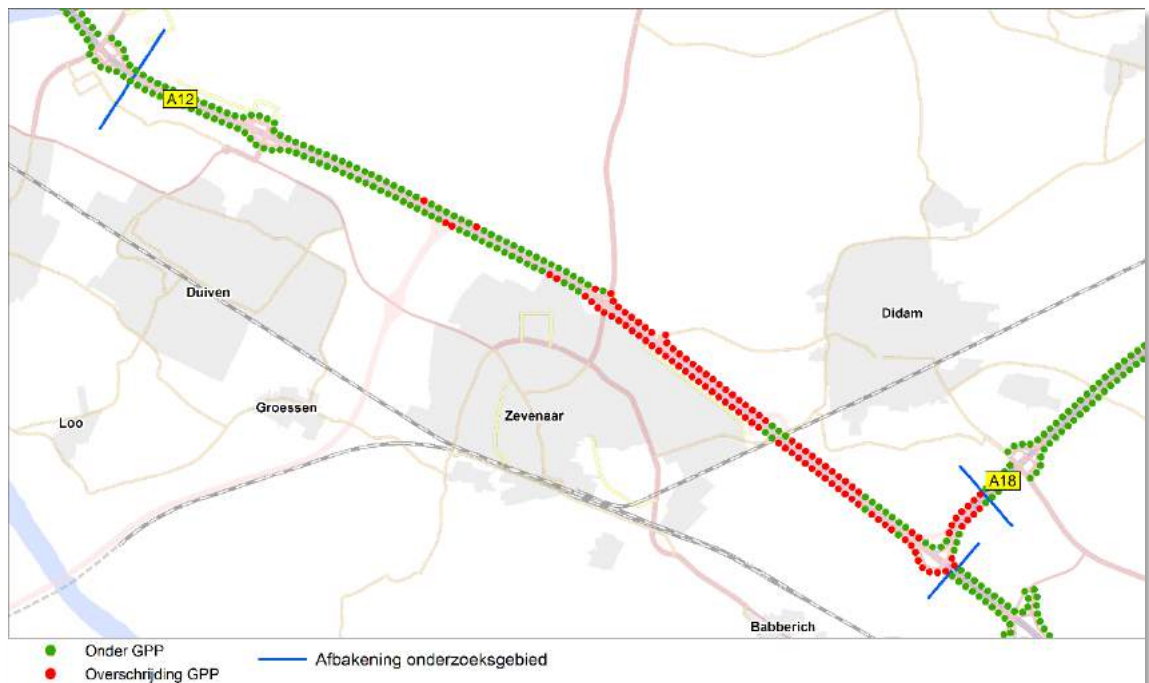 A12
Duiven
Didam
Groessen
Zevenaar
Loo
A18
Babberich
Onder GPP
Afbakening onderzoeksgebied
Overschrijding GPP